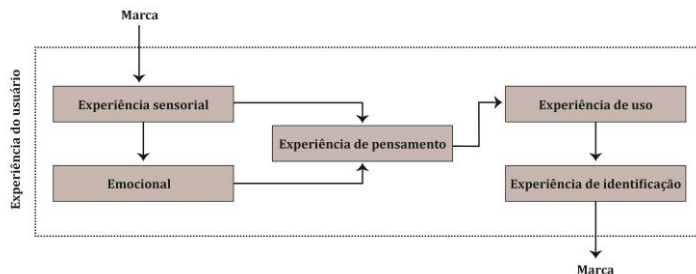 Marca
Experiência do usuário
Experiência sensorial
Experiência de uso
Experiência de pensamento
Emocional
Experiência de identificação
Marca